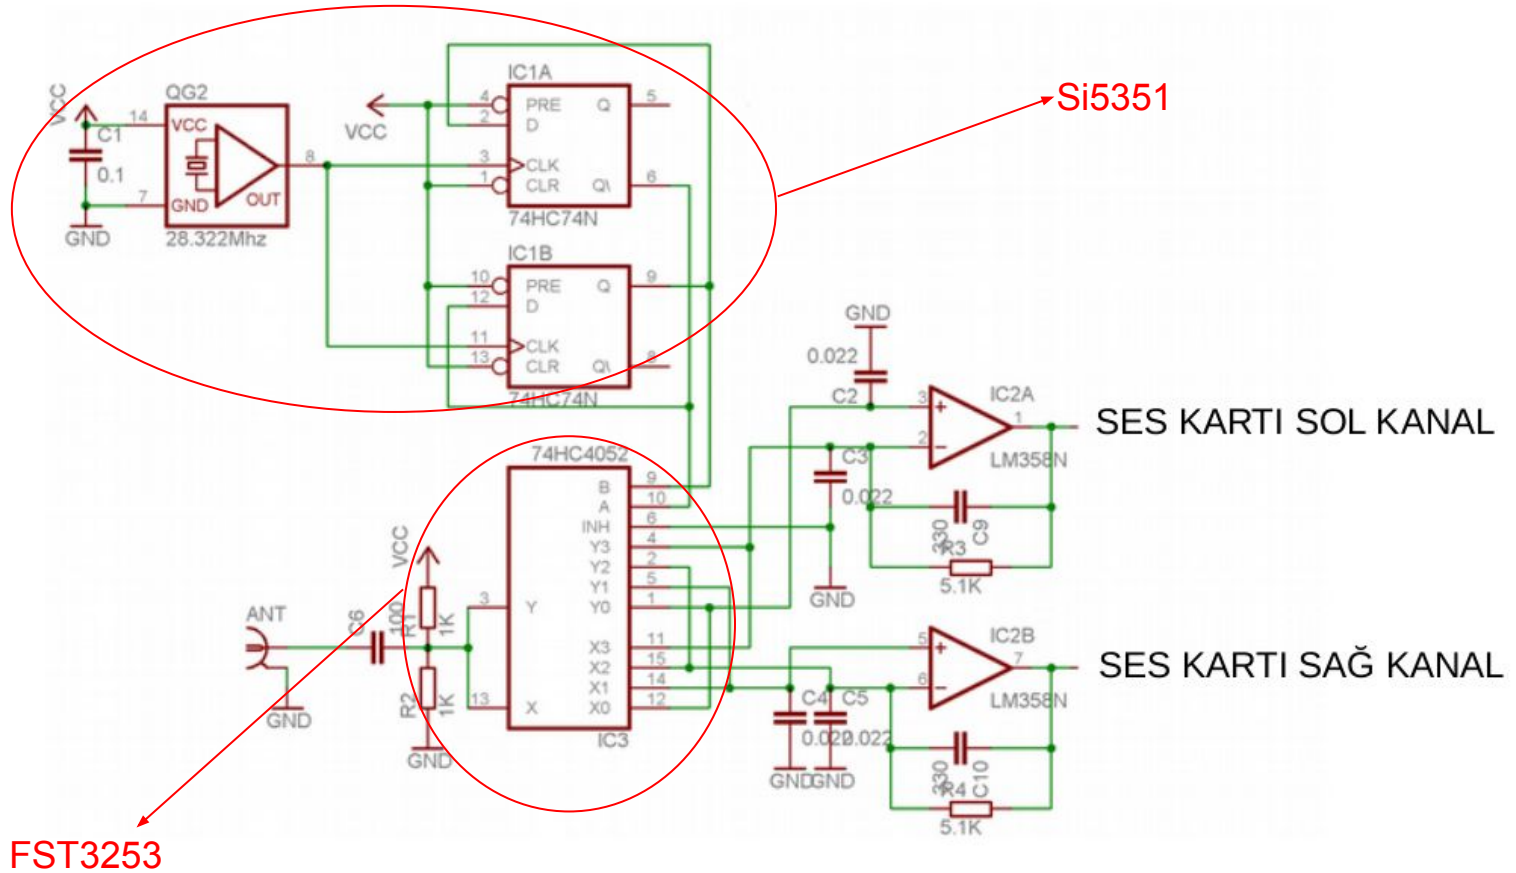 VCC
C1
0.1
GND
QG2
14
VCC
7
GND
8
OUT
28.322Mhz
VCC
IC1A
4
PRE
Q
5
2
D
3
CLK
1
CLR
Q\
6
74HC74N
IC1B
10
PRE
Q
9
12
D
11
CLK
13
CLR
Q\
8
74HC74N
Si5351
GND
0.022
C2
3
2
IC2A
1
LM358N
SES KARTI SOL KANAL
C3
0.022
330
C9
R3
5.1K
GND
74HC4052
B
9
A
10
INH
6
Y3
4
Y2
2
Y1
5
Y0
1
3
Y
X3
11
X2
15
X1
14
X0
12
13
X
IC3
VCC
ANT
C6
100
R1
1K
R2
1K
GND
GND
5
6
IC2B
7
LM358N
SES KARTI SAĞ KANAL
C4
C5
0.022
0.022
GND
GND
330
C10
R4
5.1K
FST3253